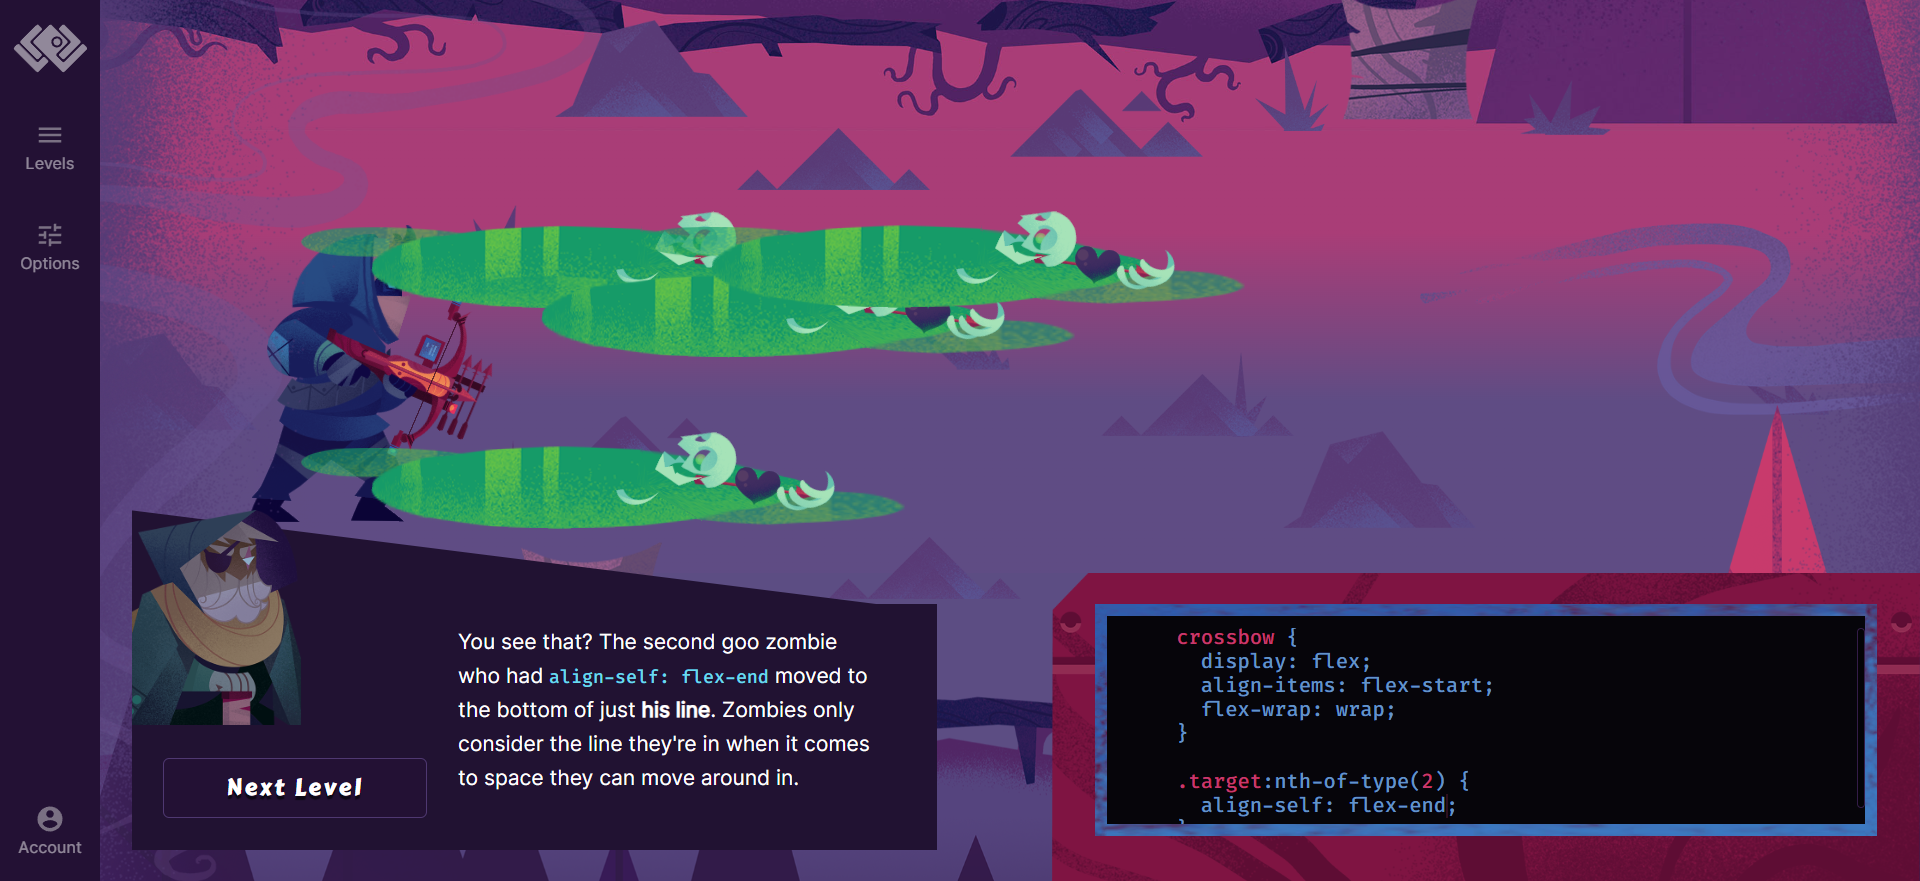 Levels
Options
Account
You see that? The second goo zombie
who had align-self: flex-end moved to
the bottom of just his line. Zombies only
consider the line they're in when it comes
to space they can move around in.
Next Level
crossbow {
display: flex;
align-items: flex-start;
flex-wrap: wrap;
}
.target:nth-of-type(2) {
align-self: flex-end;
}